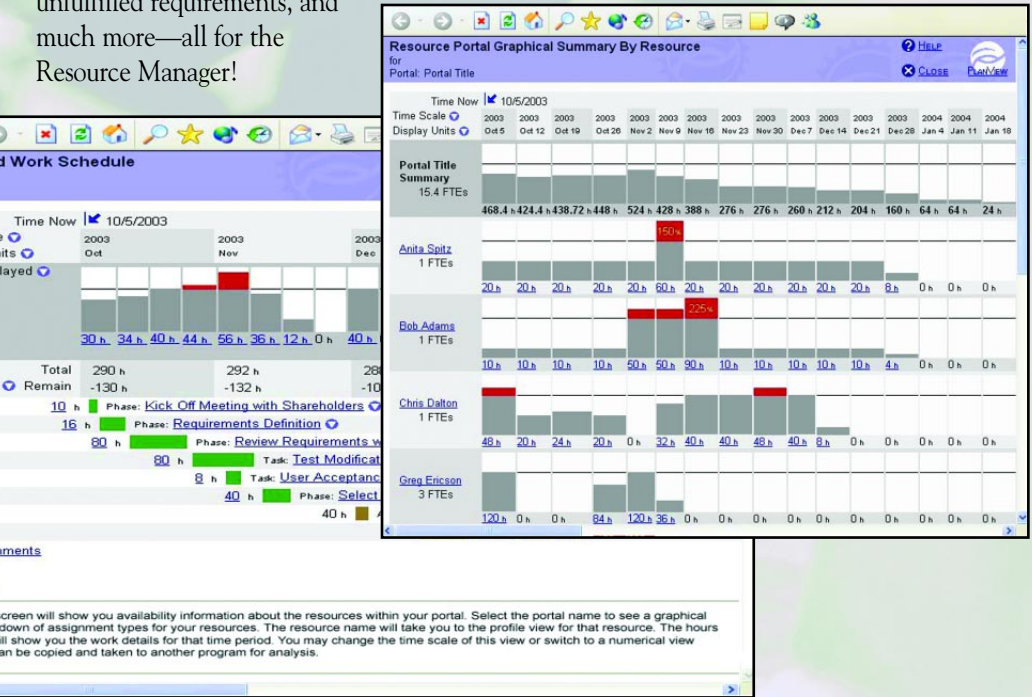 unfulfilled requirements, and
much more—all for the
Resource Manager!
Resource Portal Graphical Summary By Resource
for
Portal: Portal Title
HELP
CLOSE
PLANVIEW
Time Now 10/5/2003
Time Scale
Display Units
2003 2003 2003 2003 2003 2003 2003 2003 2003 2003 2003 2003 2003 2004 2004 2004
Oct 5 Oct 12 Oct 19 Oct 26 Nov 2 Nov 9 Nov 16 Nov 23 Nov 30 Dec 7 Dec 14 Dec 21 Dec 28 Jan 4 Jan 11 Jan 18
Portal Title
Summary
15.4 FTEs
468.4 h 424.4 h 438.72 h 448 h 524 h 428 h 388 h 276 h 276 h 260 h 212 h 204 h 160 h 64 h 64 h 24 h
150%
Anita Spitz
1 FTEs
20 h 20 h 20 h 20 h 20 h 60 h 20 h 20 h 20 h 20 h 20 h 20 h 8 h 0 h 0 h 0 h
225%
Bob Adams
1 FTEs
10 h 10 h 10 h 10 h 50 h 50 h 90 h 10 h 10 h 10 h 10 h 10 h 4 h 0 h 0 h 0 h
Chris Dalton
1 FTEs
48 h 20 h 24 h 20 h 0 h 32 h 40 h 40 h 48 h 40 h 8 h 0 h 0 h 0 h 0 h 0 h
Greg Ericson
3 FTEs
120 h 0 h 0 h 84 h 120 h 36 h 0 h 0 h 0 h 0 h 0 h 0 h 0 h 0 h 0 h 0 h
d Work Schedule
Time Now 10/5/2003
2003 2003 2003
Oct Nov Dec
its
layed
30 h 34 h 40 h 44 h 56 h 36 h 12 h 0 h 40 h
Total 290 h 292 h 28
Remain -130 h -132 h -10
10 h Phase: Kick Off Meeting with Shareholders
16 h Phase: Requirements Definition
80 h Phase: Review Requirements w
80 h Task: Test Modificat
8 h Task: User Acceptanc
40 h Phase: Select
40 h
nments
screen will show you availability information about the resources within your portal. Select the portal name to see a graphical
down of assignment types for your resources. The resource name will take you to the profile view for that resource. The hours
ill show you the work details for that time period. You may change the time scale of this view or switch to a numerical view
an be copied and taken to another program for analysis.